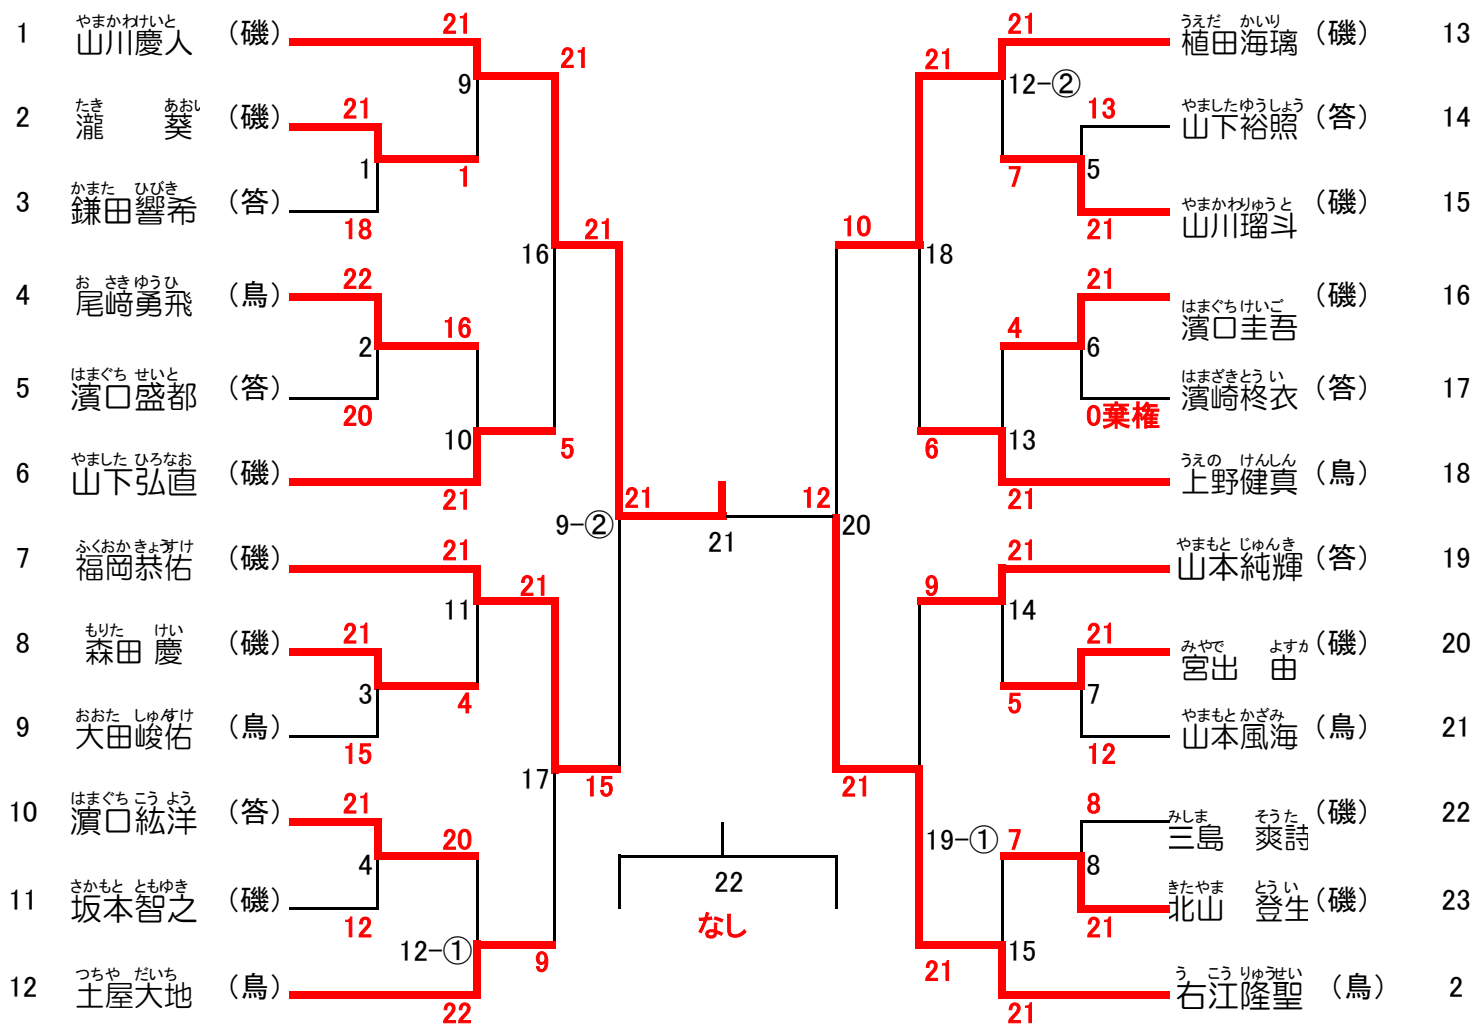 やまかわけいと
1 山川慶人 (磯) 21
9
21
たき あおい
2 瀧 葵 (磯) 21
1
1
かまた ひびき
3 鎌田響希 (答) 18
16
21
お さき ゆう ひ
4 尾﨑勇飛 (鳥) 22
16
2
はまぐち せいと
5 濱口盛都 (答) 20
10
5
やました ひろなお
6 山下弘直 (磯) 21
9-② 21
ふくおか きょうすけ
7 福岡恭佑 (磯) 21
11
21
もりた けい
8 森田 慶 (磯) 21
3
4
おおた しゅんすけ
9 大田峻佑 (鳥) 15
17
15
はまぐち こう よう
10 濵口紘洋 (答) 21
20
4
さかもと ともゆき
11 坂本智之 (磯) 12
12-①
9
つちや だいち
12 土屋大地 (鳥) 22
21
22
なし
うえだ かいり
21 植田海璃 (磯) 13
21
12-②
やましたゆうしょう
13 山下裕照 (答) 14
5
7
やまかわりゅうと
21 山川瑠斗 (磯) 15
10
18
はまぐちけいご
21 濱口圭吾 (磯) 16
4
6
はまざきとう い
0棄権 濱崎柊衣 (答) 17
13
6
うえの けんしん
21 上野健真 (鳥) 18
12
20
やまもと じゅんき
21 山本純輝 (答) 19
9
14
みやで よすが
21 宮出 由 (磯) 20
7
5
やまもとかざみ
12 山本風海 (鳥) 21
21
19-①
みしま そうた
8 三島 爽詩 (磯) 22
7
8
きたやま とうい
21 北山 登生 (磯) 23
15
21
う こう りゅうせい
21 右江隆聖 (鳥) 2